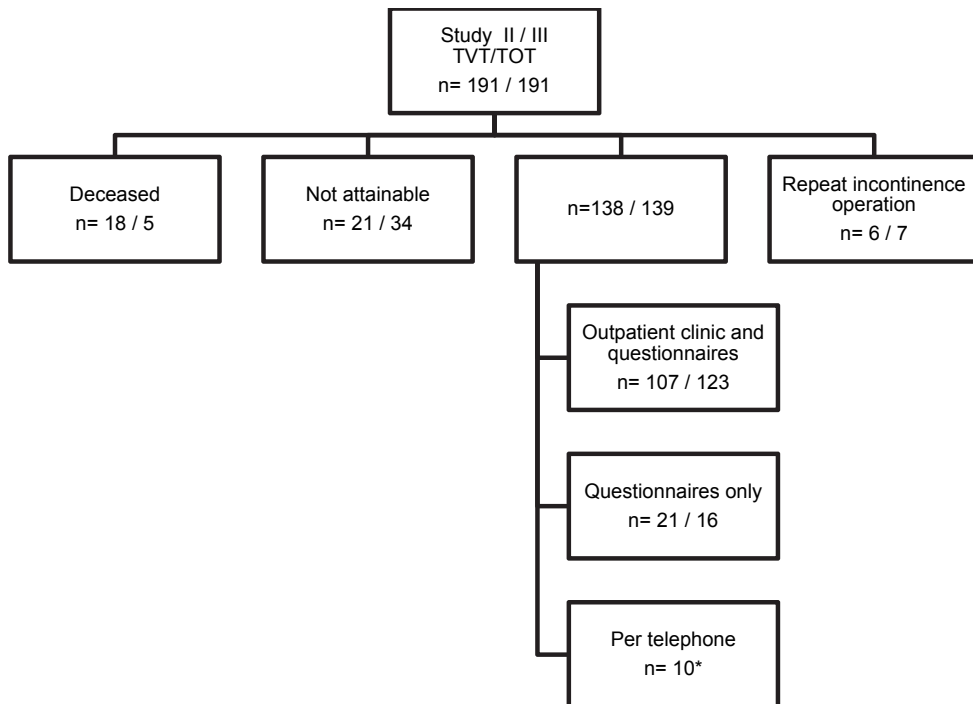 Study II / III
TVT/TOT
n= 191 / 191
Deceased
n= 18 / 5
Not attainable
n= 21 / 34
n=138 / 139
Repeat incontinence
operation
n= 6 / 7
Outpatient clinic and
questionnaires
n= 107 / 123
Questionnaires only
n= 21 / 16
Per telephone
n= 10*